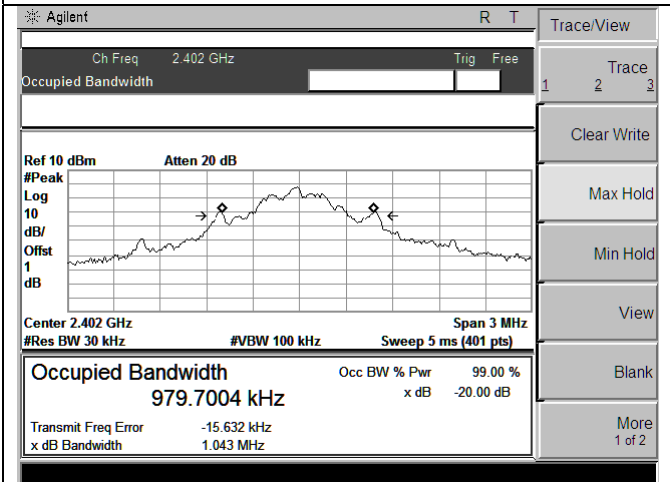 Agilent R T Trace/View
Ch Freq 2.402 GHz Trig Free
Occupied Bandwidth
Trace
1 2 3
Clear Write
Ref 10 dBm Atten 20 dB
#Peak
Log
10
dB/
Offst
1
dB
Max Hold
Min Hold
View
Center 2.402 GHz Span 3 MHz
#Res BW 30 kHz #VBW 100 kHz Sweep 5 ms (401 pts)
Occupied Bandwidth Occ BW % Pwr 99.00 %
979.7004 kHz x dB -20.00 dB
Transmit Freq Error -15.632 kHz
x dB Bandwidth 1.043 MHz
Blank
More
1 of 2